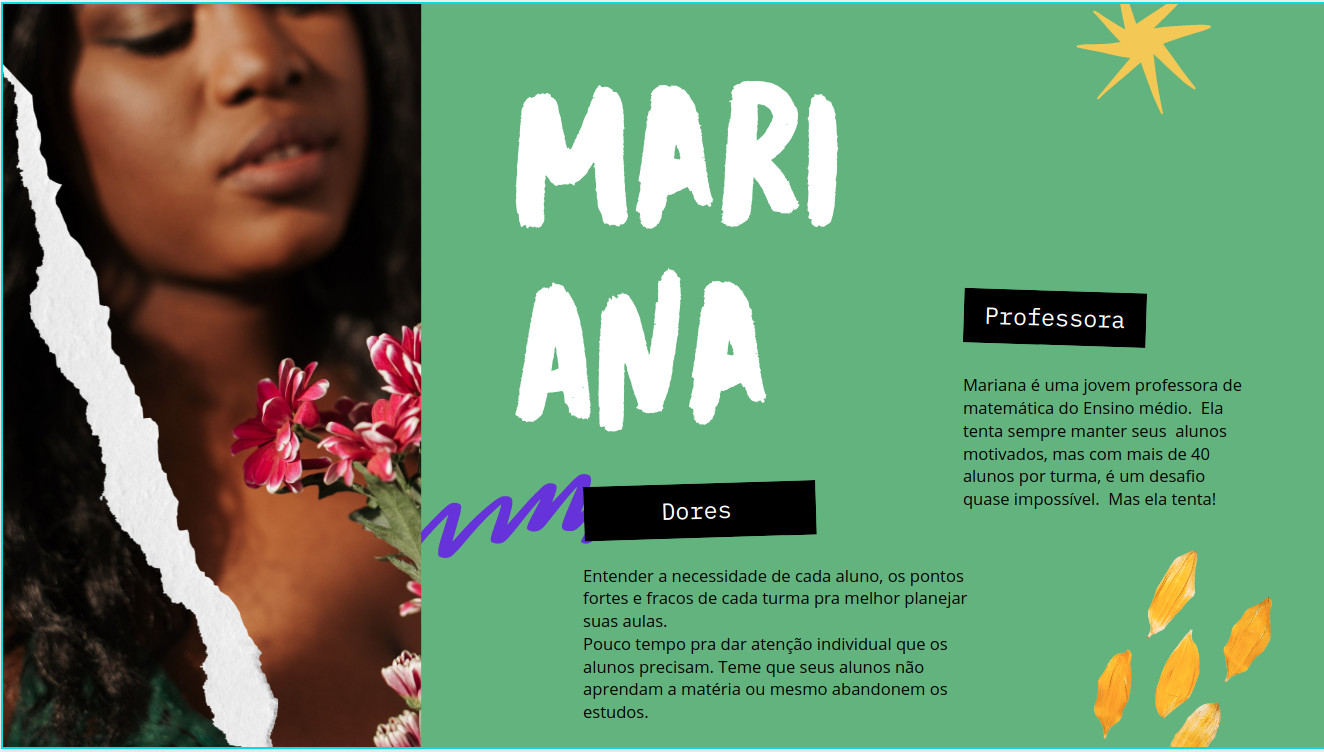 MARI
ANA
Professora
Mariana é uma jovem professora de
matemática do Ensino médio.  Ela
tenta sempre manter seus  alunos
motivados, mas com mais de 40
alunos por turma, é um desafio
quase impossível.  Mas ela tenta!
Dores
Entender a necessidade de cada aluno, os pontos
fortes e fracos de cada turma pra melhor planejar
suas aulas.
Pouco tempo pra dar atenção individual que os
alunos precisam. Teme que seus alunos não
aprendam a matéria ou mesmo abandonem os
estudos.